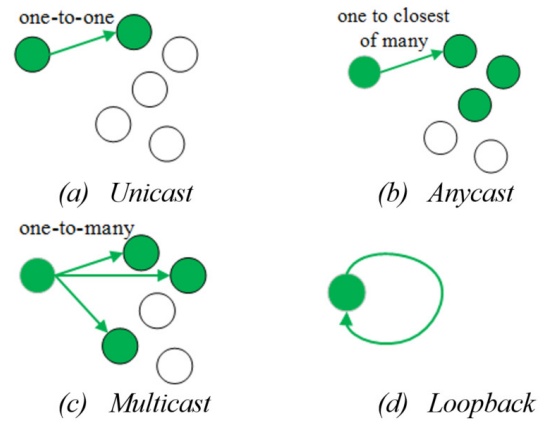 one-to-one
one to closest
of many
(a) Unicast
(b) Anycast
one-to-many
(c) Multicast
(d) Loopback